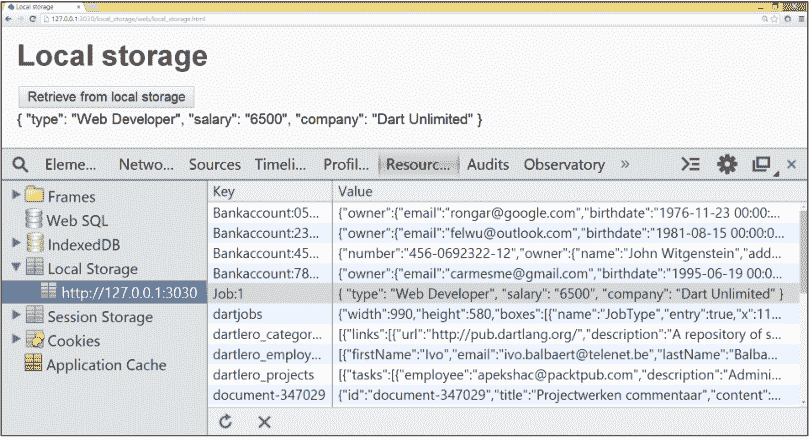 Local storage ×
127.0.0.1:3030/local_storage/web/local_storage.html
Local storage
Retrieve from local storage
{ "type": "Web Developer", "salary": "6500", "company": "Dart Unlimited" }
Eleme... Netwo... Sources Timeli... Profil... Resourc... Audits Observatory »
Frames
Web SQL
IndexedDB
Local Storage
http://127.0.0.1:3030
Session Storage
Cookies
Application Cache
Key Value
Bankaccount:05... {"owner":{"email":"rongar@google.com","birthdate":"1976-11-23 00:00:...
Bankaccount:23... {"owner":{"email":"felwu@outlook.com","birthdate":"1981-08-15 00:00:0...
Bankaccount:45... {"number":"456-0692322-12","owner":{"name":"John Witgenstein","add...
Bankaccount:78... {"owner":{"email":"carmesme@gmail.com","birthdate":"1995-06-19 00:0...
Job:1 { "type": "Web Developer", "salary": "6500", "company": "Dart Unlimited" }
dartjobs {"width":990,"height":580,"boxes":[{"name":"JobType","entry":true,"x":11...
dartlero_categor... [{"links":[{"url":"http://pub.dartlang.org/","description":"A repository of s...
dartlero_employ... [{"firstName":"Ivo","email":"ivo.balbaert@telenet.be","lastName":"Balba...
dartlero_projects [{"tasks":[{"employee":"apekshac@packtpub.com","description":"Admini...
document-347029 {"id":"document-347029","title":"Projectwerken commentaar","content":...